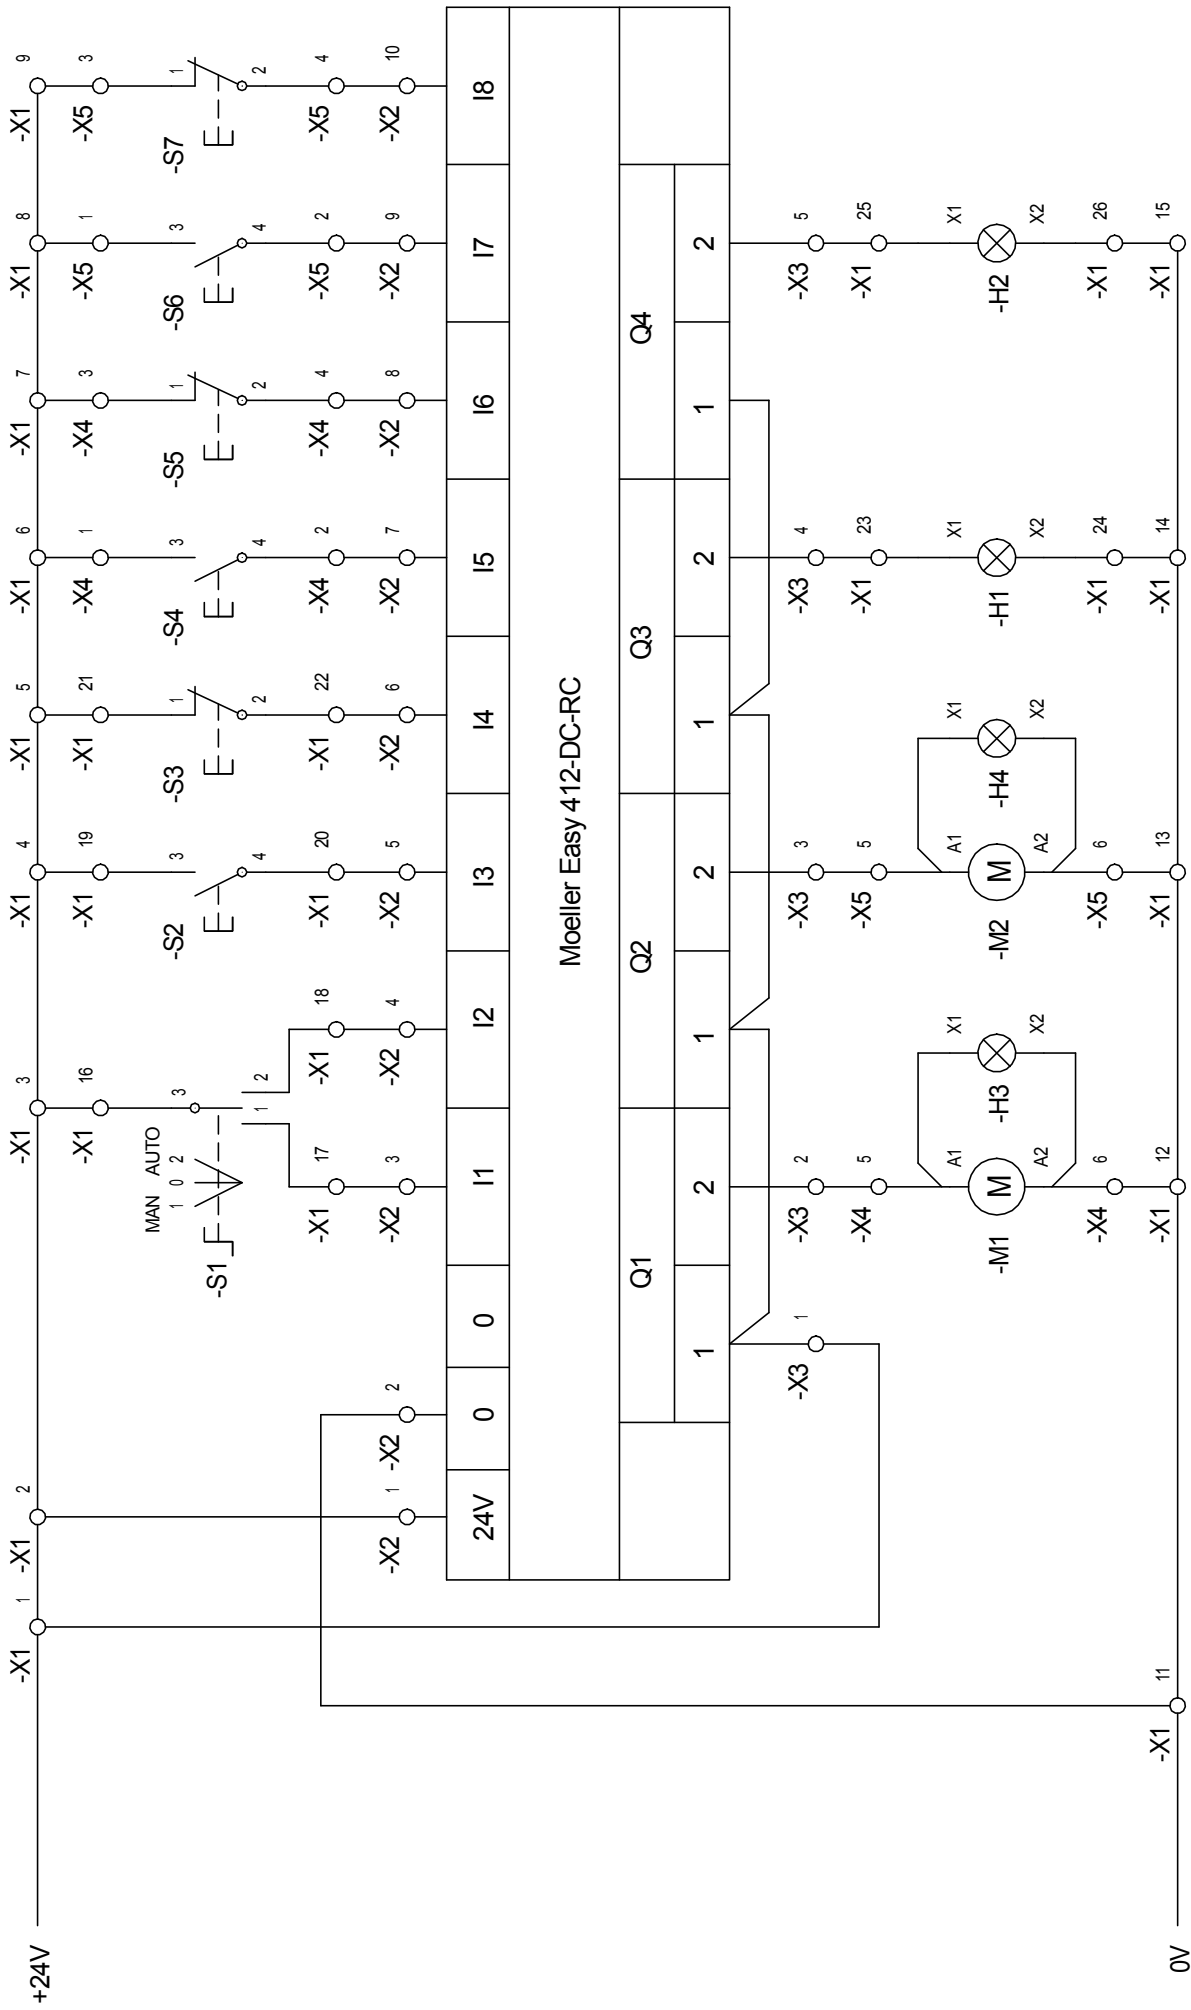 +24V
-X1 1
-X1 2
-X1 3
-X1 4
-X1 5
-X1 6
-X1 7
-X1 8
-X1 9
-X1 16
-X1 19
-X1 21
-X4 1
-X4 3
-X5 1
-X5 3
MAN AUTO
1 0 2
-S1
3
1
2
-S2
3
4
-S3
1
2
-S4
3
4
-S5
1
2
-S6
3
4
-S7
1
2
-X1 17
-X1 18
-X1 20
-X1 22
-X4 2
-X4 4
-X5 2
-X5 4
-X2 1
-X2 2
-X2 3
-X2 4
-X2 5
-X2 6
-X2 7
-X2 8
-X2 9
-X2 10
24V 0 0 I1 I2 I3 I4 I5 I6 I7 I8
Moeller Easy 412-DC-RC
Q1 Q2 Q3 Q4
1 2 1 2 1 2 1 2
-X3 1
-X3 2
-X3 3
-X3 4
-X3 5
-X4 5
-X5 5
-X1 23
-X1 25
A1
X1
A1
X1
X1
X1
-M1
M
-H3
-M2
M
-H4
-H1
-H2
A2
X2
A2
X2
X2
X2
-X4 6
-X5 6
-X1 24
-X1 26
-X1 11
-X1 12
-X1 13
-X1 14
-X1 15
0V